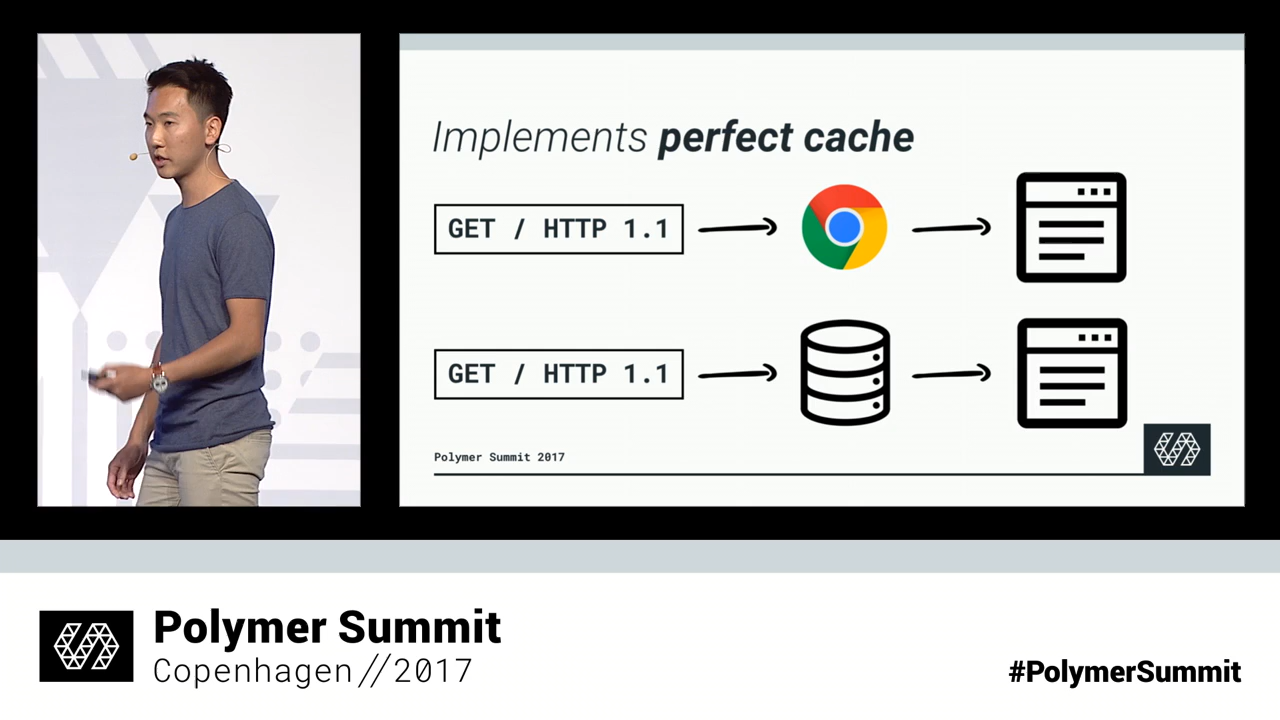 Implements perfect cache
GET / HTTP 1.1
GET / HTTP 1.1
Polymer Summit 2017
Polymer Summit
Copenhagen//2017
#PolymerSummit